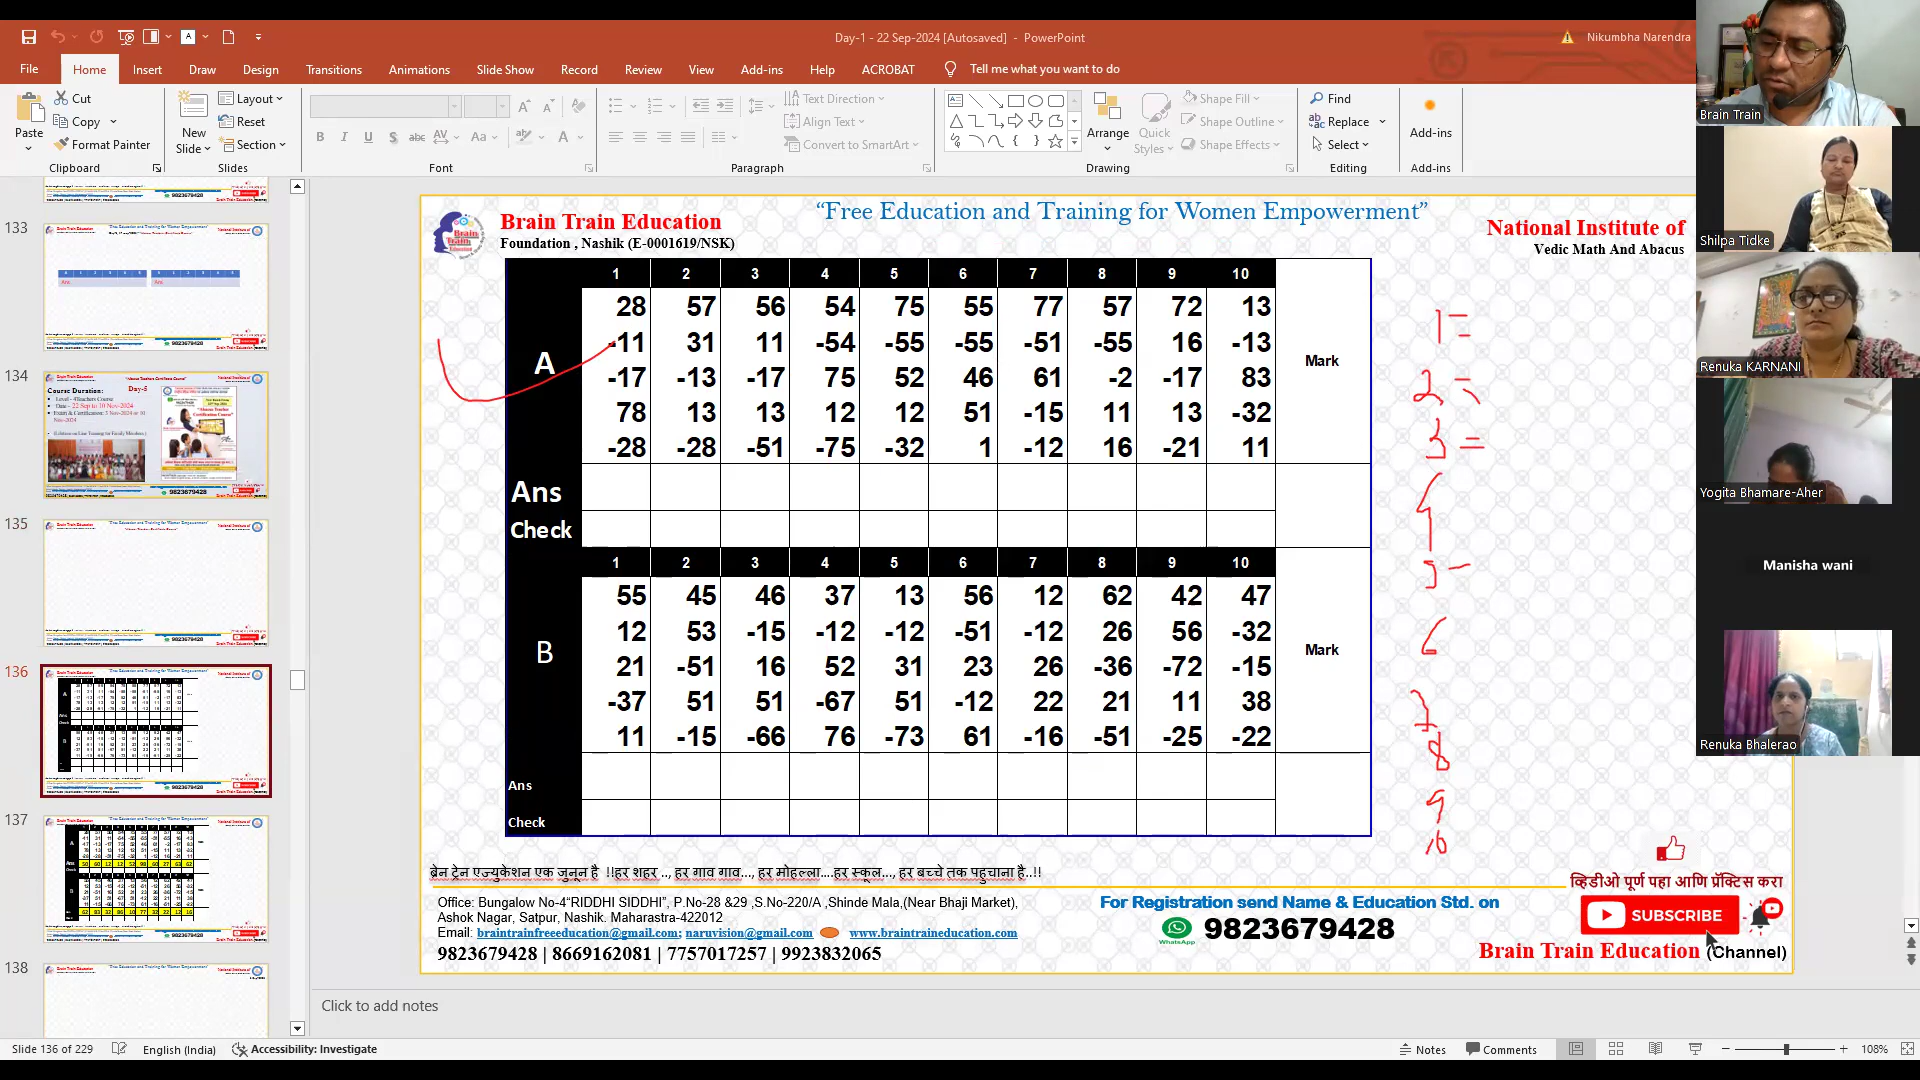 Day-1 - 22 Sep-2024 [Autosaved] - PowerPoint
Nikumbha Narendra
File Home Insert Draw Design Transitions Animations Slide Show Record Review View Add-ins Help ACROBAT Tell me what you want to do
Paste Cut Copy Format Painter
Clipboard
New Slide Layout Reset Section
Slides
Font
Text Direction Align Text Convert to SmartArt
Paragraph
Arrange Quick Styles Shape Fill Shape Outline Shape Effects
Drawing
Find Replace Select
Editing
Add-ins
Add-ins
Brain Train
Shilpa Tidke
Renuka KARNANI
Yogita Bhamare-Aher
Manisha wani
Renuka Bhalerao
133
134
135
136
137
138
Brain Train Education
Foundation , Nashik (E-0001619/NSK)
“Free Education and Training for Women Empowerment”
National Institute of
Vedic Math And Abacus
1 2 3 4 5 6 7 8 9 10
A
28 57 56 54 75 55 77 57 72 13
-11 31 11 -54 -55 -55 -51 -55 16 -13
-17 -13 -17 75 52 46 61 -2 -17 83
78 13 13 12 12 51 -15 11 13 -32
-28 -28 -51 -75 -32 1 -12 16 -21 11
Mark
Ans
Check
1 2 3 4 5 6 7 8 9 10
B
55 45 46 37 13 56 12 62 42 47
12 53 -15 -12 -12 -51 -12 26 56 -32
21 -51 16 52 31 23 26 -36 -72 -15
-37 51 51 -67 51 -12 22 21 11 38
11 -15 -66 76 -73 61 -16 -51 -25 -22
Mark
Ans
Check
1 =
2 =
3 =
6
7
8
9
10
ब्रेन ट्रेन एज्युकेशन एक जुनून है !!हर शहर .., हर गांव गांव..., हर मोहल्ला....हर स्कूल..., हर बच्चे तक पहुंचाना है..!!
Office: Bungalow No-4“RIDDHI SIDDHI”, P.No-28 &29 ,S.No-220/A ,Shinde Mala,(Near Bhaji Market),
Ashok Nagar, Satpur, Nashik. Maharastra-422012
Email: braintrainfreeeducation@gmail.com; naruvision@gmail.com www.braintraineducation.com
9823679428 | 8669162081 | 7757017257 | 9923832065
For Registration send Name & Education Std. on
WhatsApp 9823679428
व्हिडीओ पूर्ण पहा आणि प्रॅक्टिस करा
SUBSCRIBE
Brain Train Education (Channel)
Click to add notes
Slide 136 of 229 English (India) Accessibility: Investigate Notes Comments 108%